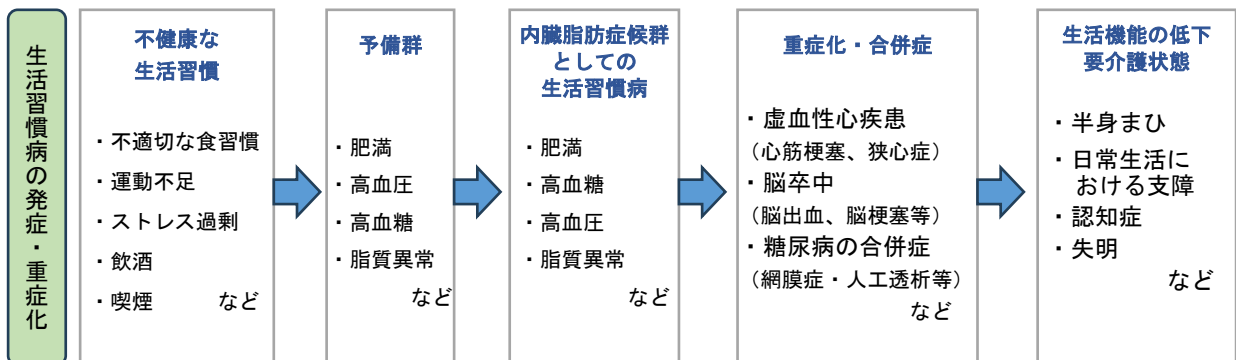 生活習慣病の発症・重症化
不健康な
生活習慣
・不適切な食習慣
・運動不足
・ストレス過剰
・飲酒
・喫煙　など
予備群
・肥満
・高血圧
・高血糖
・脂質異常
など
内臓脂肪症候群
としての
生活習慣病
・肥満
・高血糖
・高血圧
・脂質異常
など
重症化・合併症
・虚血性心疾患
（心筋梗塞、狭心症）
・脳卒中
（脳出血、脳梗塞等）
・糖尿病の合併症
（網膜症・人工透析等）
など
生活機能の低下
要介護状態
・半身まひ
・日常生活に
おける支障
・認知症
・失明
など